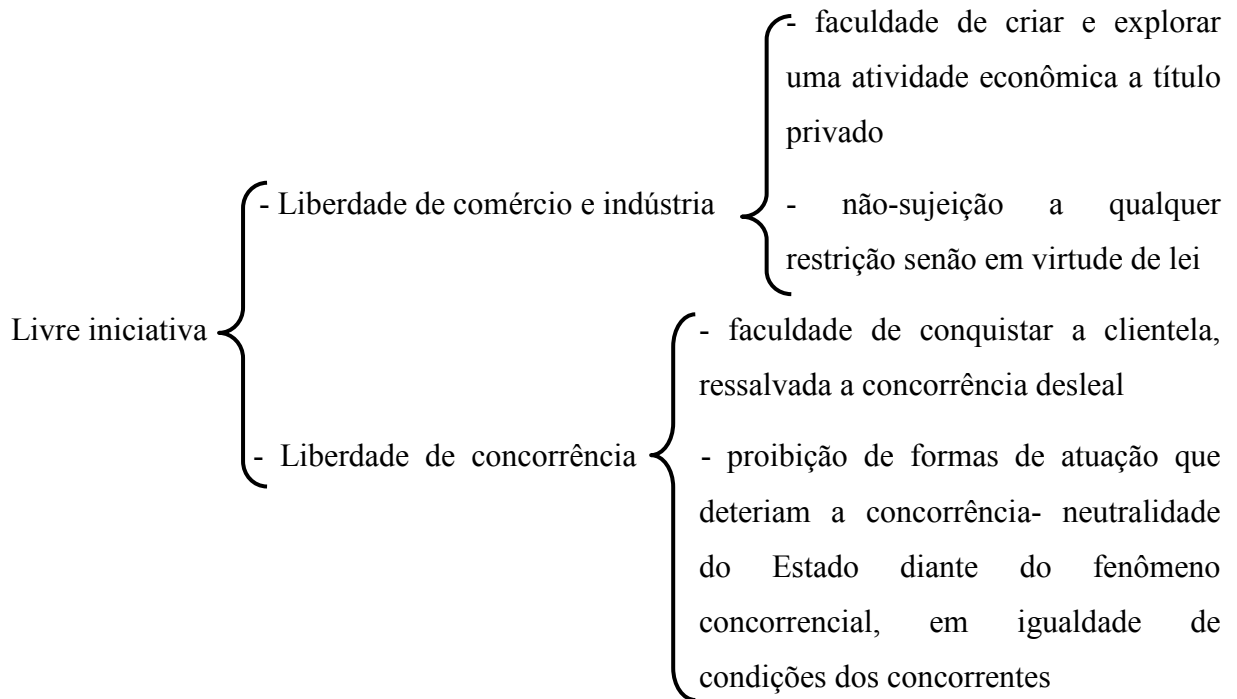 - faculdade de criar e explorar
uma atividade econômica a título
privado
- Liberdade de comércio e indústria
- não-sujeição a qualquer
restrição senão em virtude de lei
Livre iniciativa
- faculdade de conquistar a clientela,
ressalvada a concorrência desleal
- Liberdade de concorrência
- proibição de formas de atuação que
deteriam a concorrência- neutralidade
do Estado diante do fenômeno
concorrencial, em igualdade de
condições dos concorrentes